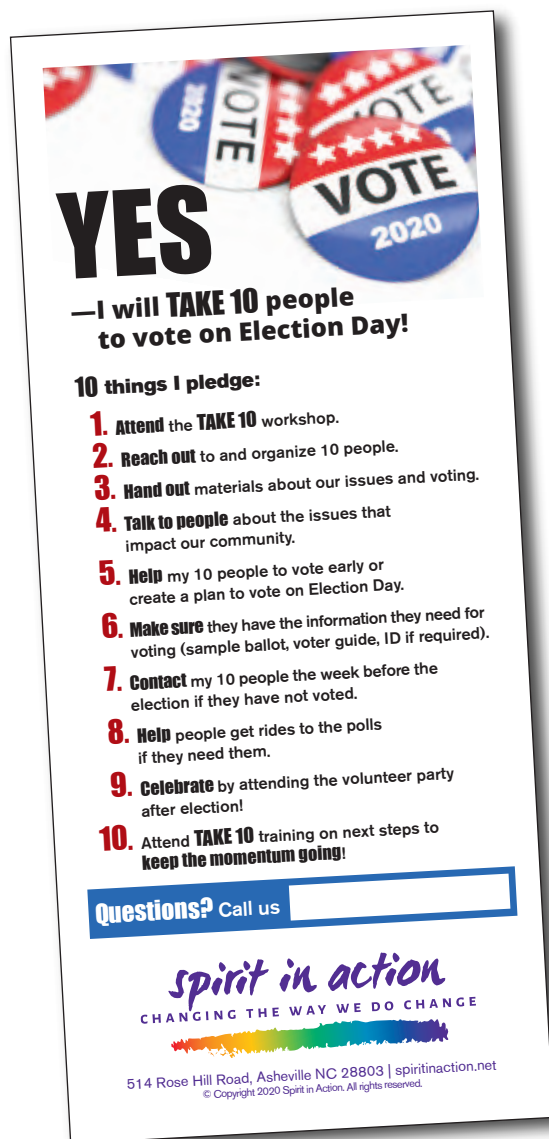 2020
VOTE
VOTE
VOTE
2020
YES
—I will TAKE 10 people
to vote on Election Day!
10 things I pledge:
1. Attend the TAKE 10 workshop.
2. Reach out to and organize 10 people.
3. Hand out materials about our issues and voting.
4. Talk to people about the issues that
impact our community.
5. Help my 10 people to vote early or
create a plan to vote on Election Day.
6. Make sure they have the information they need for
voting (sample ballot, voter guide, ID if required).
7. Contact my 10 people the week before the
election if they have not voted.
8. Help people get rides to the polls
if they need them.
9. Celebrate by attending the volunteer party
after election!
10. Attend TAKE 10 training on next steps to
keep the momentum going!
Questions? Call us
spirit in action
CHANGING THE WAY WE DO CHANGE
514 Rose Hill Road, Asheville NC 28803 | spiritinaction.net
© Copyright 2020 Spirit in Action. All rights reserved.